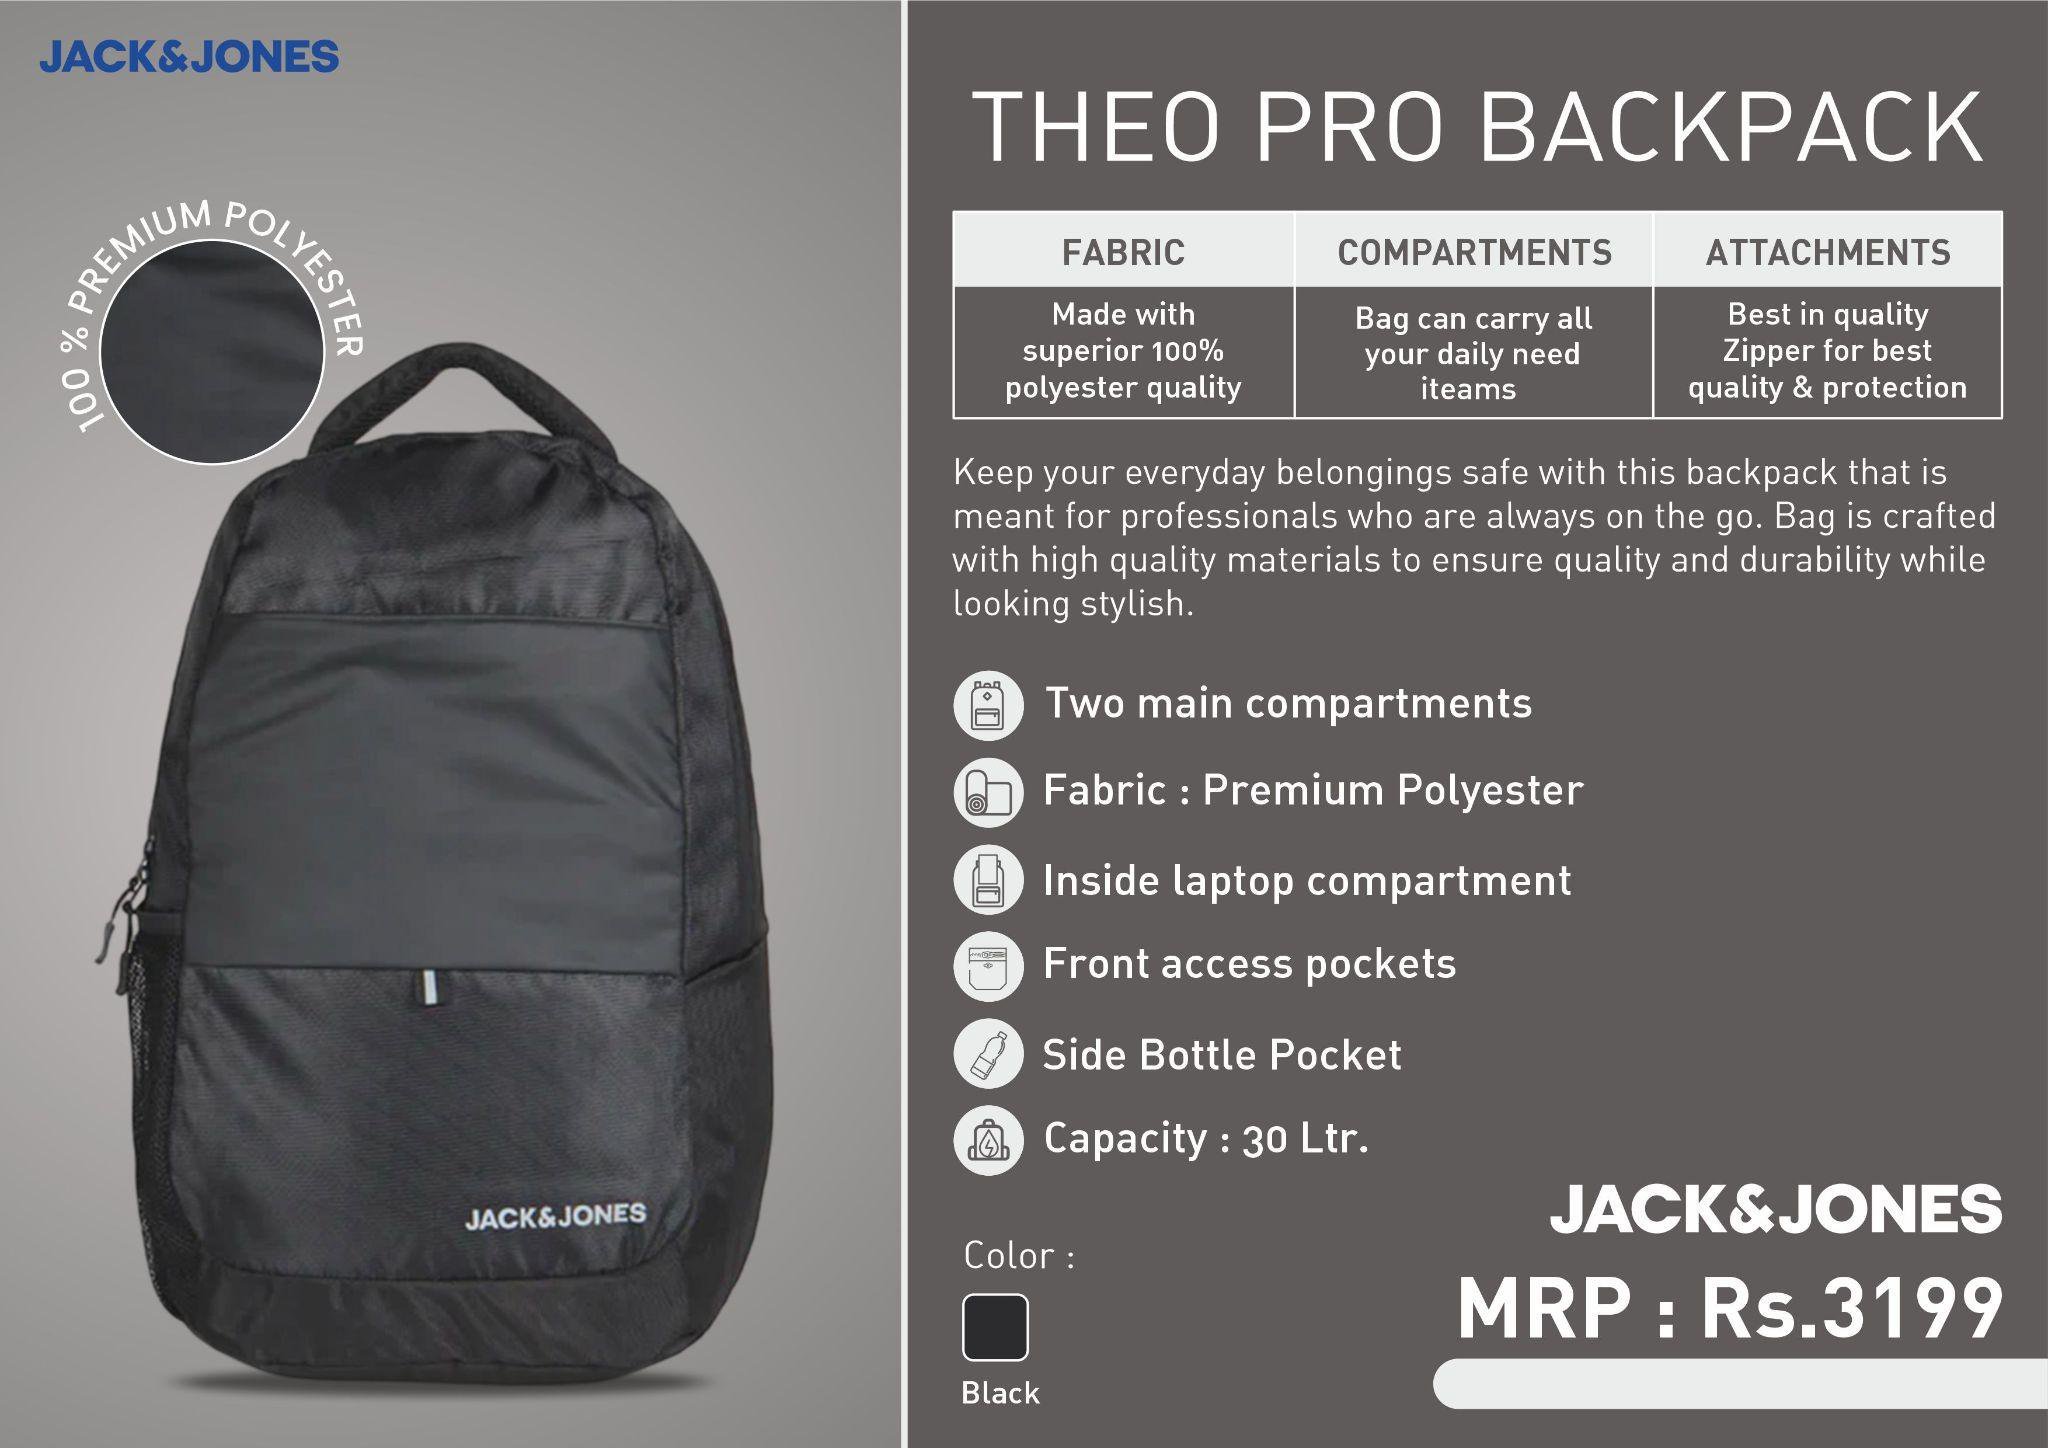 JACK&JONES
100 % PREMIUM POLYESTER
JACK&JONES
THEO PRO BACKPACK
FABRIC
Made with
superior 100%
polyester quality
COMPARTMENTS
Bag can carry all
your daily need
iteams
ATTACHMENTS
Best in quality
Zipper for best
quality & protection
Keep your everyday belongings safe with this backpack that is
meant for professionals who are always on the go. Bag is crafted
with high quality materials to ensure quality and durability while
looking stylish.
Two main compartments
Fabric : Premium Polyester
Inside laptop compartment
Front access pockets
Side Bottle Pocket
Capacity : 30 Ltr.
Color :
Black
JACK&JONES
MRP : Rs.3199